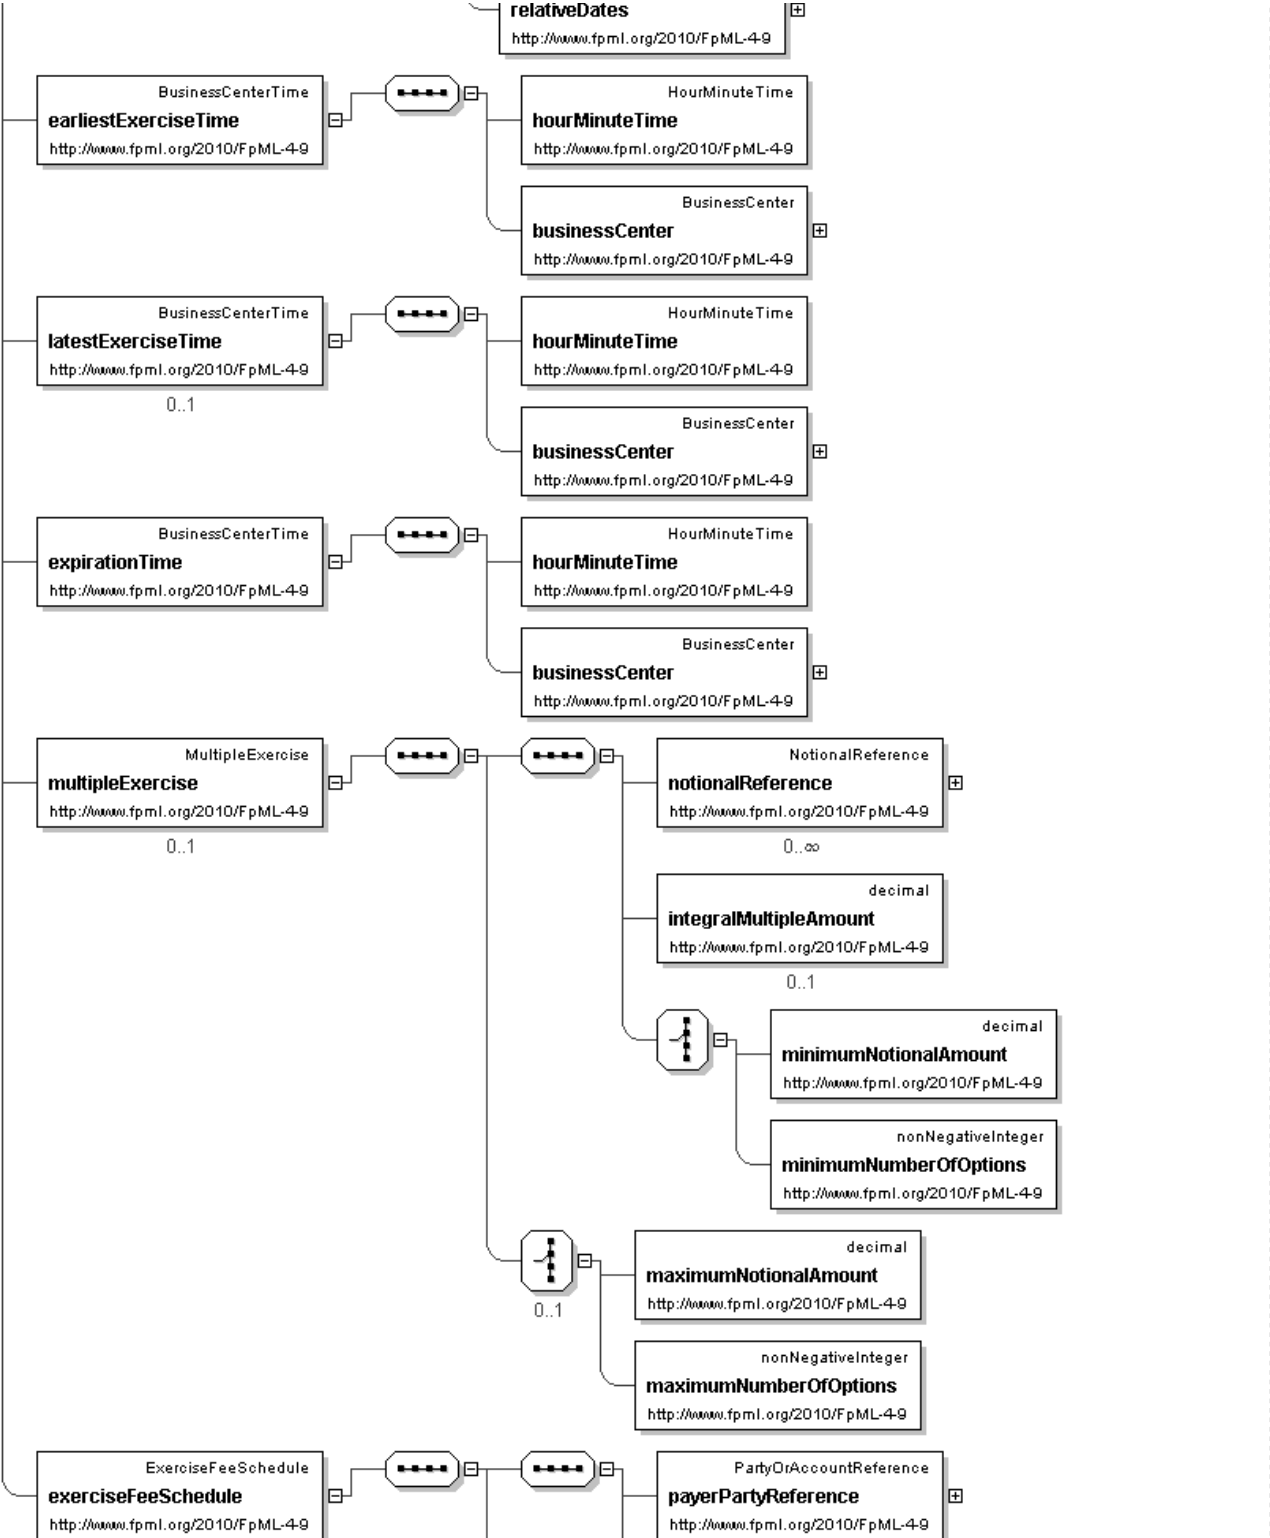 relativeDates
http://www.fpml.org/2010/FpML-4-9
BusinessCenterTime
earliestExerciseTime
http://www.fpml.org/2010/FpML-4-9
HourMinuteTime
hourMinuteTime
http://www.fpml.org/2010/FpML-4-9
BusinessCenter
businessCenter
http://www.fpml.org/2010/FpML-4-9
BusinessCenterTime
latestExerciseTime
http://www.fpml.org/2010/FpML-4-9
0..1
HourMinuteTime
hourMinuteTime
http://www.fpml.org/2010/FpML-4-9
BusinessCenter
businessCenter
http://www.fpml.org/2010/FpML-4-9
BusinessCenterTime
expirationTime
http://www.fpml.org/2010/FpML-4-9
HourMinuteTime
hourMinuteTime
http://www.fpml.org/2010/FpML-4-9
BusinessCenter
businessCenter
http://www.fpml.org/2010/FpML-4-9
MultipleExercise
multipleExercise
http://www.fpml.org/2010/FpML-4-9
0..1
NotionalReference
notionalReference
http://www.fpml.org/2010/FpML-4-9
0..∞
decimal
integralMultipleAmount
http://www.fpml.org/2010/FpML-4-9
0..1
decimal
minimumNotionalAmount
http://www.fpml.org/2010/FpML-4-9
nonNegativeInteger
minimumNumberOfOptions
http://www.fpml.org/2010/FpML-4-9
0..1
decimal
maximumNotionalAmount
http://www.fpml.org/2010/FpML-4-9
nonNegativeInteger
maximumNumberOfOptions
http://www.fpml.org/2010/FpML-4-9
ExerciseFeeSchedule
exerciseFeeSchedule
http://www.fpml.org/2010/FpML-4-9
PartyOrAccountReference
payerPartyReference
http://www.fpml.org/2010/FpML-4-9